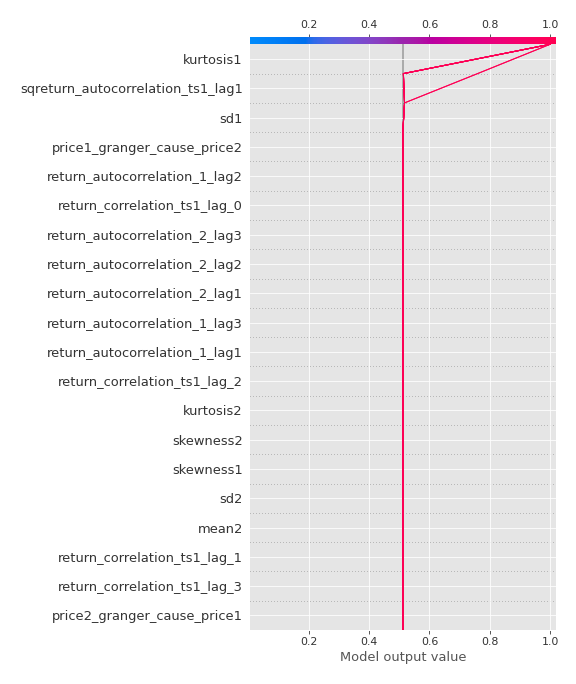 0.2 0.4 0.6 0.8 1.0
kurtosis1
sqreturn_autocorrelation_ts1_lag1
sd1
price1_granger_cause_price2
return_autocorrelation_1_lag2
return_correlation_ts1_lag_0
return_autocorrelation_2_lag3
return_autocorrelation_2_lag2
return_autocorrelation_2_lag1
return_autocorrelation_1_lag3
return_autocorrelation_1_lag1
return_correlation_ts1_lag_2
kurtosis2
skewness2
skewness1
sd2
mean2
return_correlation_ts1_lag_1
return_correlation_ts1_lag_3
price2_granger_cause_price1
0.2 0.4 0.6 0.8 1.0
Model output value